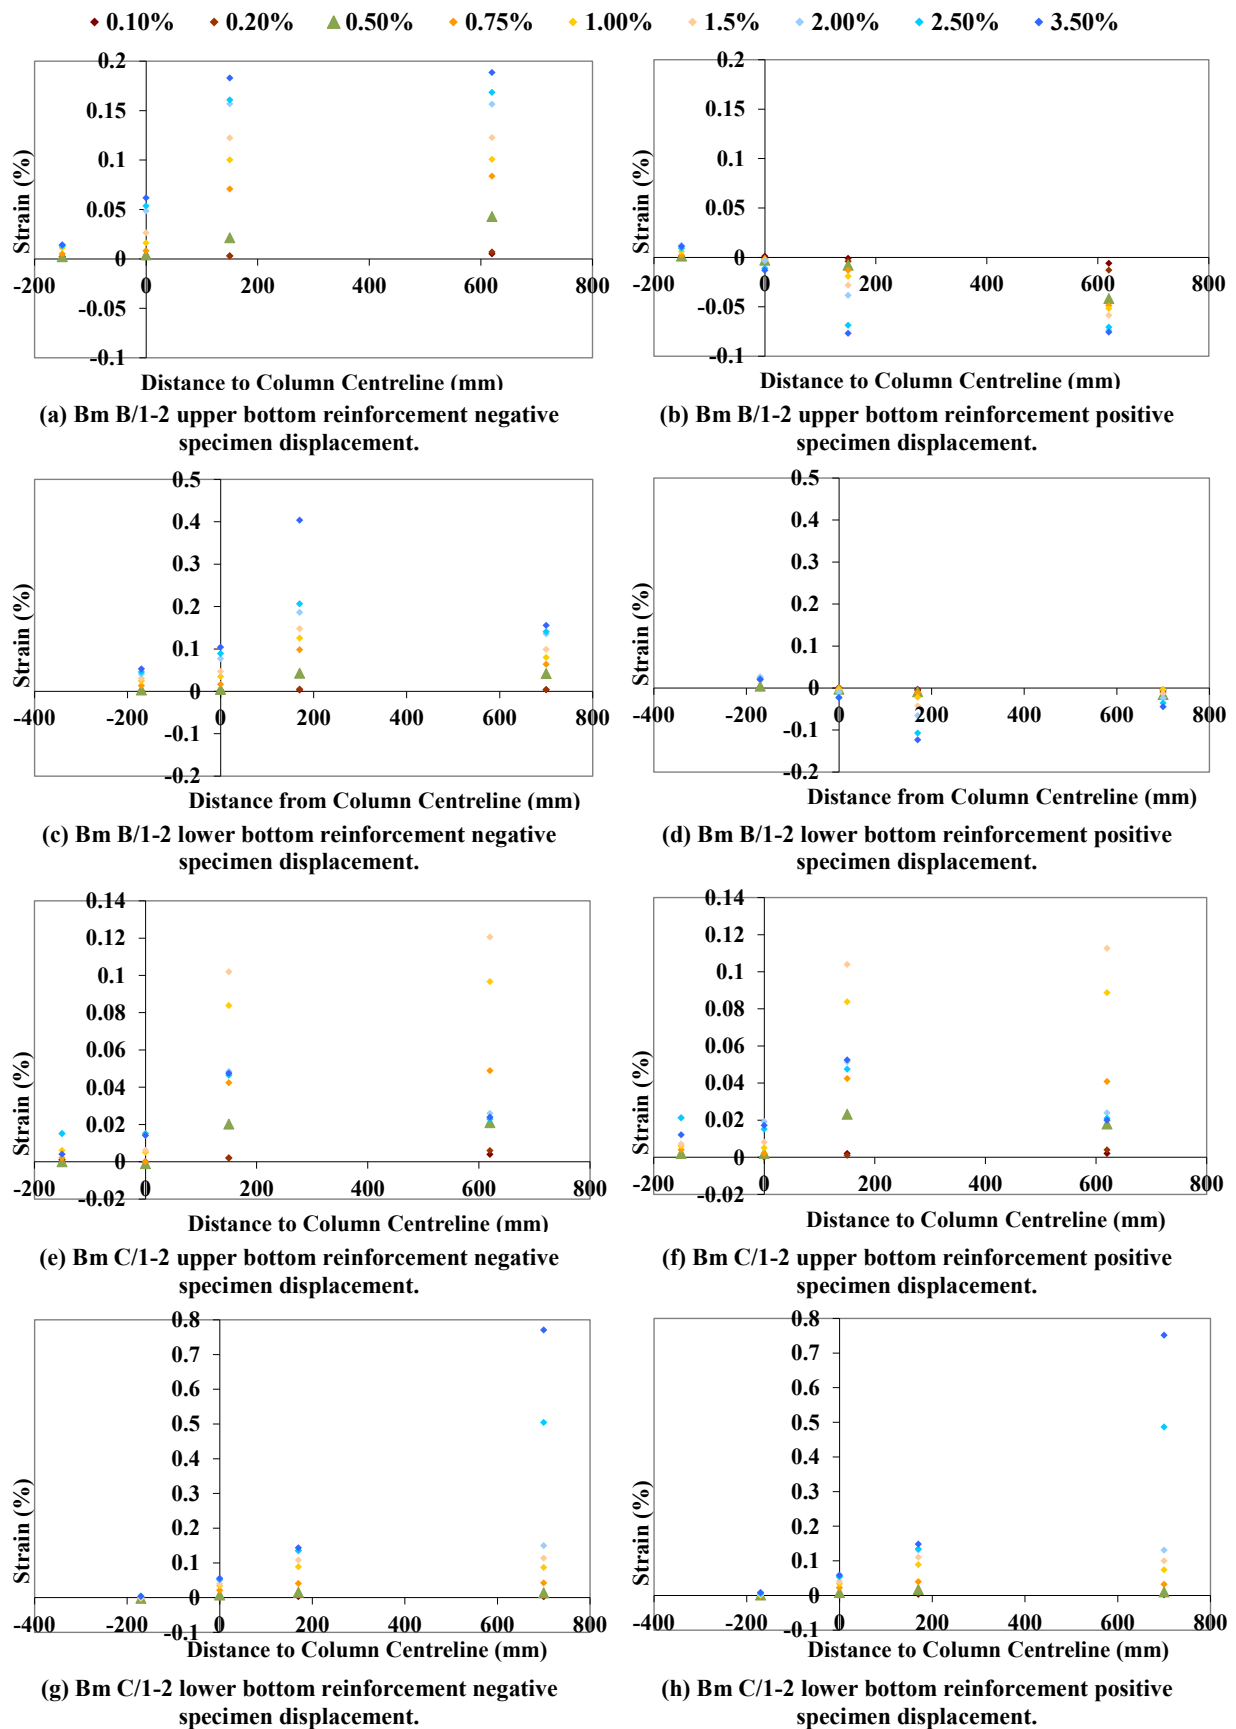 0.10% 0.20% 0.50% 0.75% 1.00% 1.5% 2.00% 2.50% 3.50%
0.2
0.15
0.1
0.05
0
-0.05
-0.1
-200 0 200 400 600 800
Strain (%)
Distance to Column Centreline (mm)
(a) Bm B/1-2 upper bottom reinforcement negative
specimen displacement.
0.2
0.15
0.1
0.05
0
-0.05
-0.1
-200 0 200 400 600 800
Strain (%)
Distance to Column Centreline (mm)
(b) Bm B/1-2 upper bottom reinforcement positive
specimen displacement.
0.5
0.4
0.3
0.2
0.1
0
-0.1
-0.2
-400 -200 0 200 400 600 800
Strain (%)
Distance from Column Centreline (mm)
(c) Bm B/1-2 lower bottom reinforcement negative
specimen displacement.
0.5
0.4
0.3
0.2
0.1
0
-0.1
-0.2
-400 -200 0 200 400 600 800
Strain (%)
Distance from Column Centreline (mm)
(d) Bm B/1-2 lower bottom reinforcement positive
specimen displacement.
0.14
0.12
0.1
0.08
0.06
0.04
0.02
0
-0.02
-200 0 200 400 600 800
Strain (%)
Distance to Column Centreline (mm)
(e) Bm C/1-2 upper bottom reinforcement negative
specimen displacement.
0.14
0.12
0.1
0.08
0.06
0.04
0.02
0
-0.02
-200 0 200 400 600 800
Strain (%)
Distance to Column Centreline (mm)
(f) Bm C/1-2 upper bottom reinforcement positive
specimen displacement.
0.8
0.7
0.6
0.5
0.4
0.3
0.2
0.1
0
-0.1
-400 -200 0 200 400 600 800
Strain (%)
Distance to Column Centreline (mm)
(g) Bm C/1-2 lower bottom reinforcement negative
specimen displacement.
0.8
0.7
0.6
0.5
0.4
0.3
0.2
0.1
0
-0.1
-400 -200 0 200 400 600 800
Strain (%)
Distance to Column Centreline (mm)
(h) Bm C/1-2 lower bottom reinforcement positive
specimen displacement.